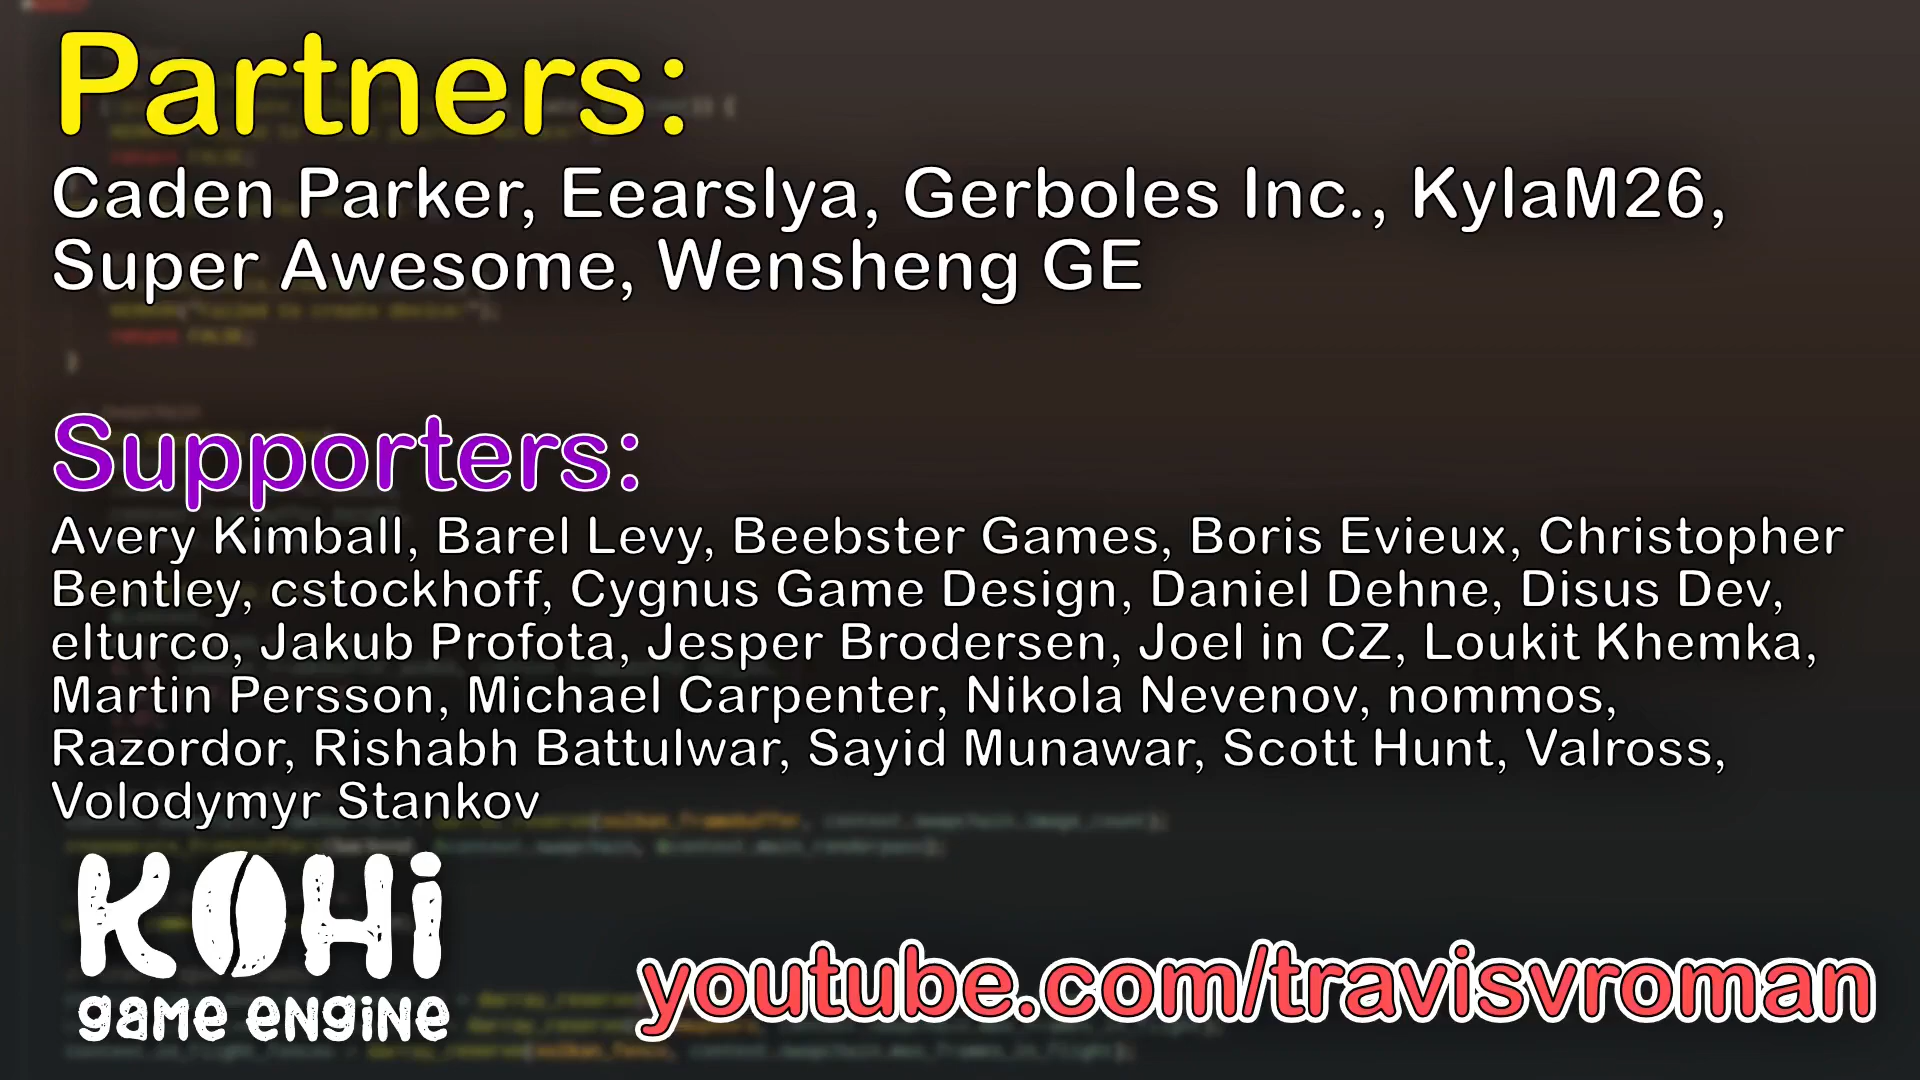 Partners:
Caden Parker, Eearslya, Gerboles Inc., KylaM26,
Super Awesome, Wensheng GE
Supporters:
Avery Kimball, Barel Levy, Beebster Games, Boris Evieux, Christopher
Bentley, cstockhoff, Cygnus Game Design, Daniel Dehne, Disus Dev,
elturco, Jakub Profota, Jesper Brodersen, Joel in CZ, Loukit Khemka,
Martin Persson, Michael Carpenter, Nikola Nevenov, nommos,
Razordor, Rishabh Battulwar, Sayid Munawar, Scott Hunt, Valross,
Volodymyr Stankov
KOHi
game engine
youtube.com/travisvroman